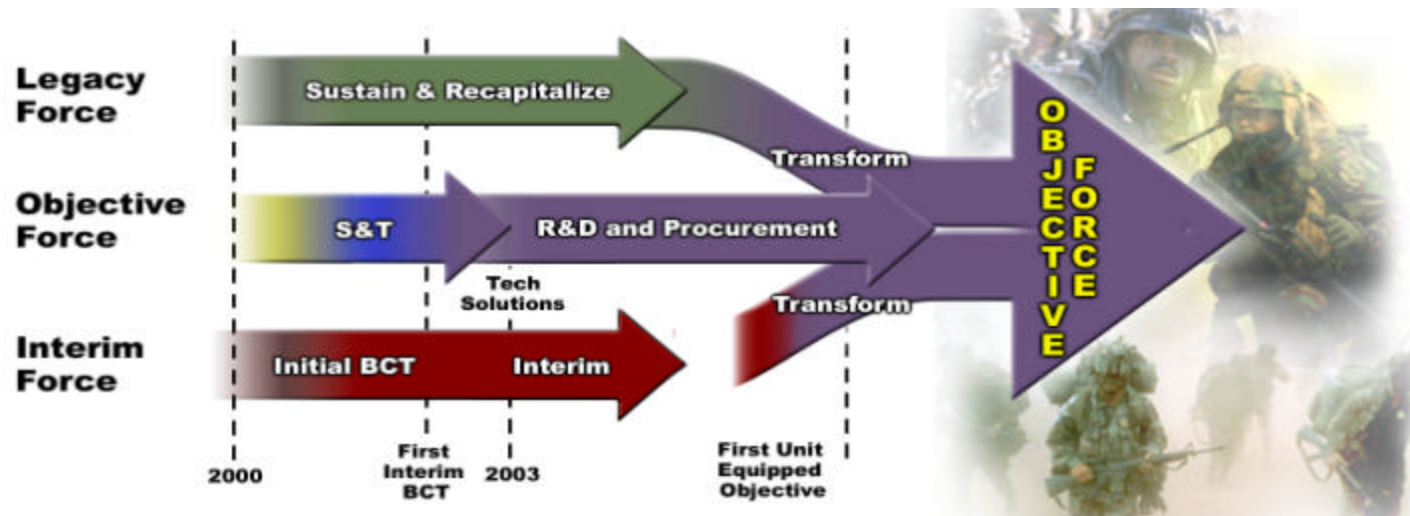 Legacy
Force
Sustain & Recapitalize
Transform
Objective
Force
S&T
R&D and Procurement
Tech
Solutions
Transform
Interim
Force
Initial BCT
Interim
OBJECTIVE
FORCE
2000
First
Interim
BCT
2003
First Unit
Equipped
Objective